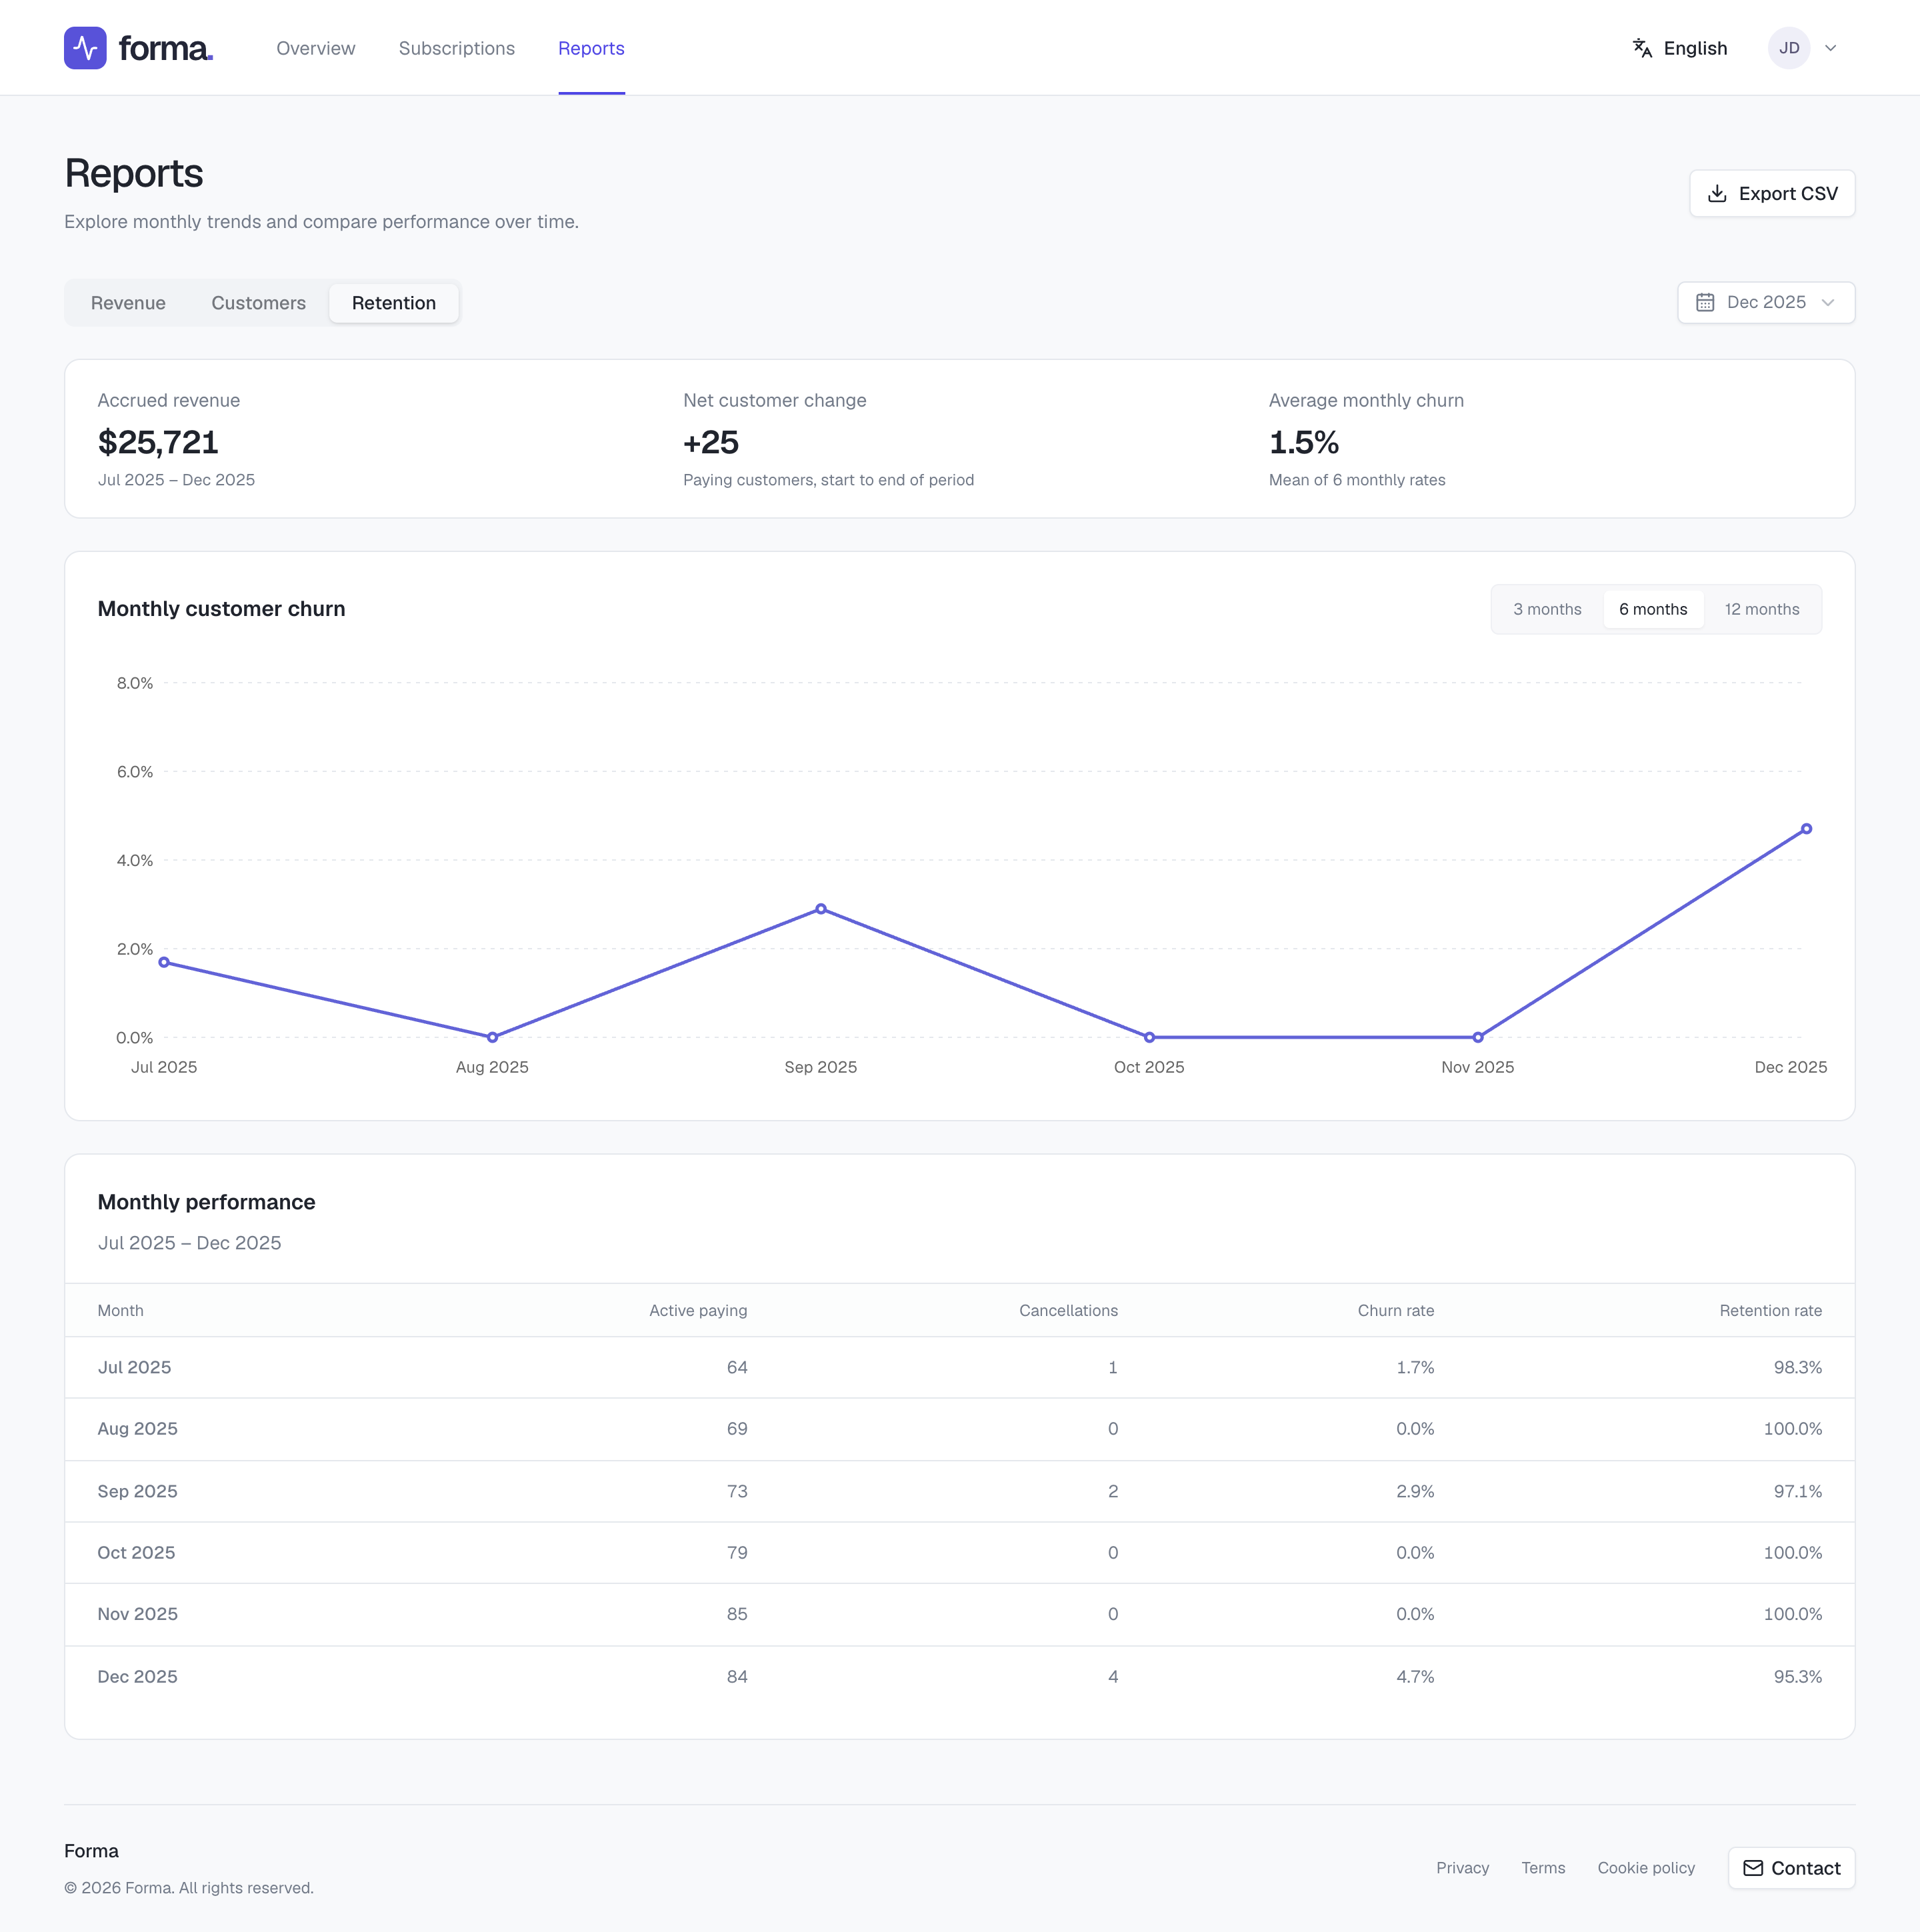 forma.
Overview Subscriptions Reports
English JD
Reports
Explore monthly trends and compare performance over time.
Export CSV
Revenue Customers Retention
Dec 2025
Accrued revenue Net customer change Average monthly churn
$25,721 +25 1.5%
Jul 2025 – Dec 2025 Paying customers, start to end of period Mean of 6 monthly rates
Monthly customer churn
3 months 6 months 12 months
8.0%
6.0%
4.0%
2.0%
0.0%
Jul 2025 Aug 2025 Sep 2025 Oct 2025 Nov 2025 Dec 2025
Monthly performance
Jul 2025 – Dec 2025
Month Active paying Cancellations Churn rate Retention rate
Jul 2025 64 1 1.7% 98.3%
Aug 2025 69 0 0.0% 100.0%
Sep 2025 73 2 2.9% 97.1%
Oct 2025 79 0 0.0% 100.0%
Nov 2025 85 0 0.0% 100.0%
Dec 2025 84 4 4.7% 95.3%
Forma
© 2026 Forma. All rights reserved.
Privacy Terms Cookie policy Contact